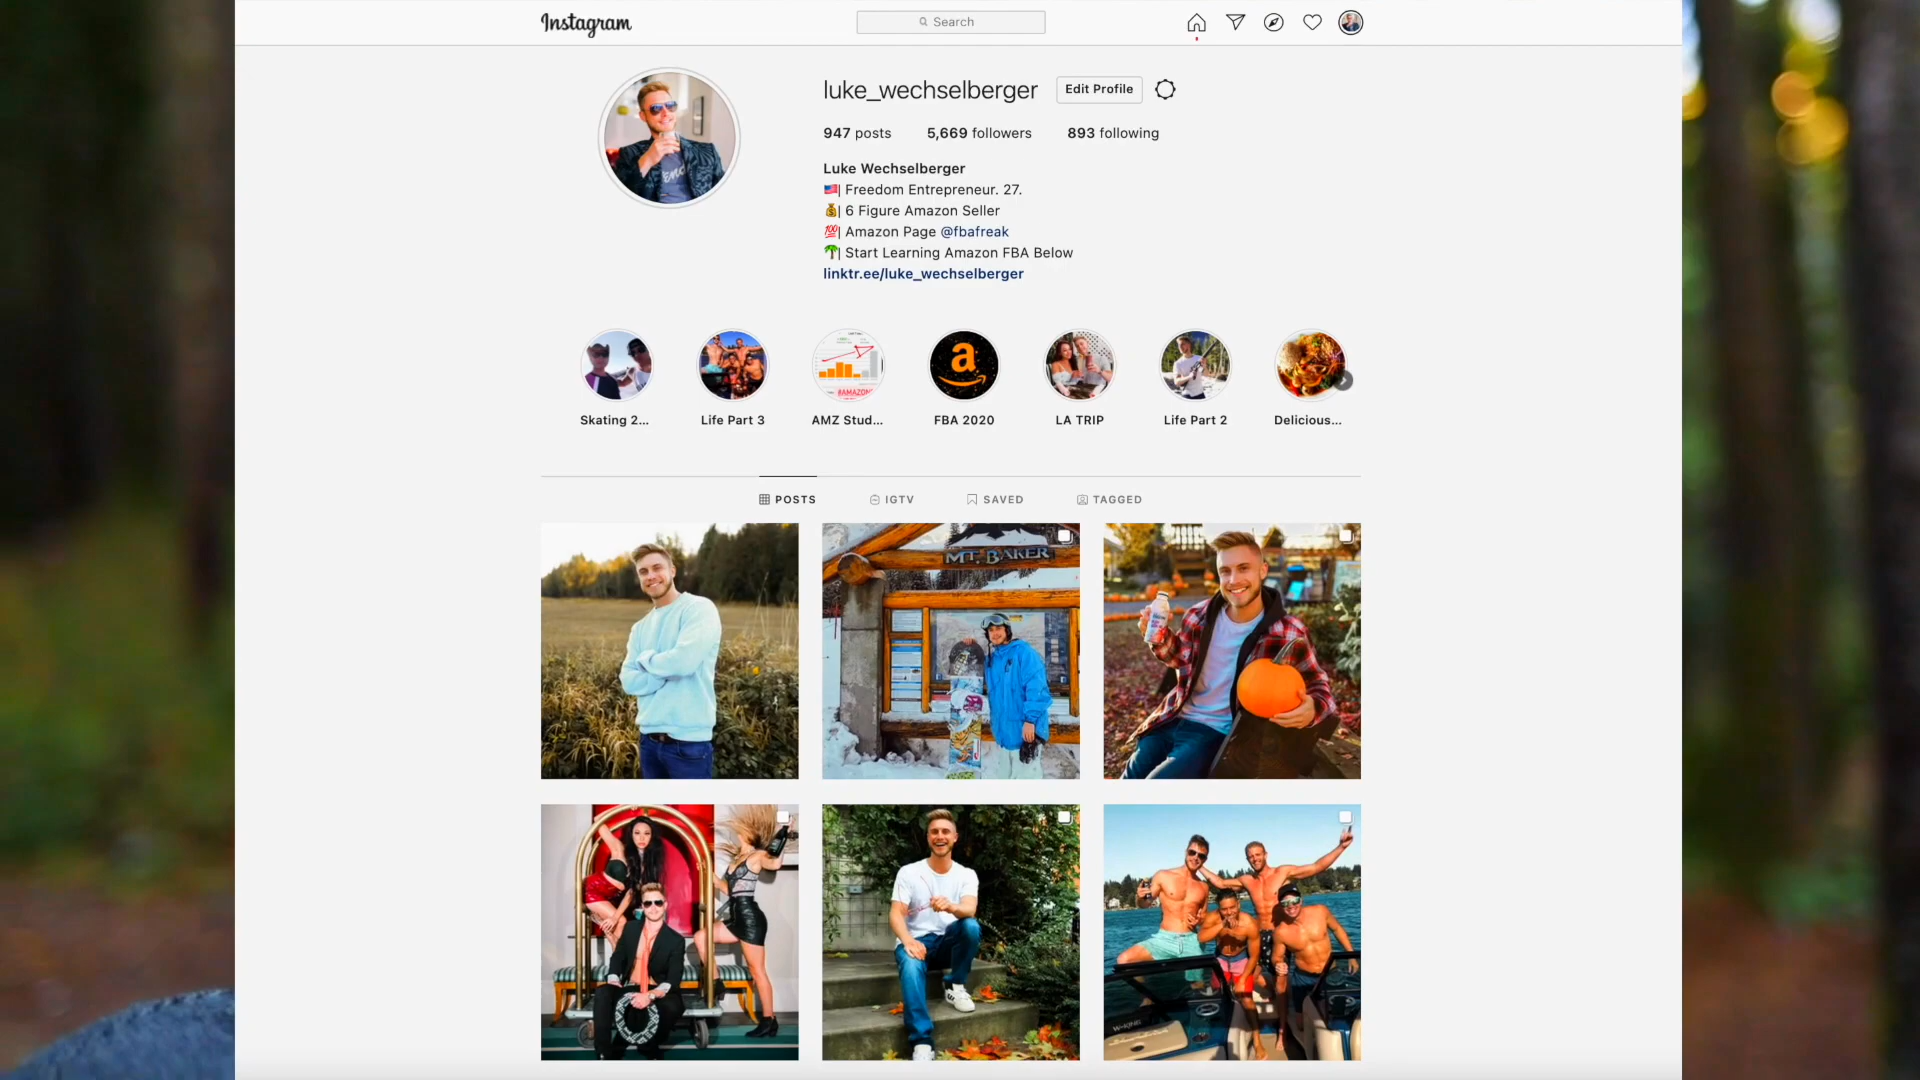 Instagram
Search
luke_wechselberger
Edit Profile
947 posts 5,669 followers 893 following
Luke Wechselberger
🇺🇸| Freedom Entrepreneur. 27.
💰| 6 Figure Amazon Seller
💯| Amazon Page @fbafreak
🌴| Start Learning Amazon FBA Below
linktr.ee/luke_wechselberger
#AMAZON
a
Skating 2... Life Part 3 AMZ Stud... FBA 2020 LA TRIP Life Part 2 Delicious...
POSTS IGTV SAVED TAGGED
MT. BAKER